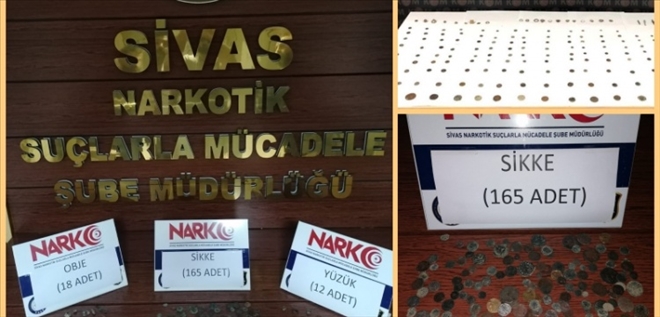 SİVAS
NARKOTİK
SUÇLARLA MÜCADELE
ŞUBE MÜDÜRLÜĞÜ
NARKO
OBJE
(18 ADET)
NARKO
SİKKE
(165 ADET)
NARKO
YÜZÜK
(12 ADET)
SİVAS NARKOTİK SUÇLARLA MÜCADELE ŞUBE MÜDÜRLÜĞÜ
SİKKE
(165 ADET)